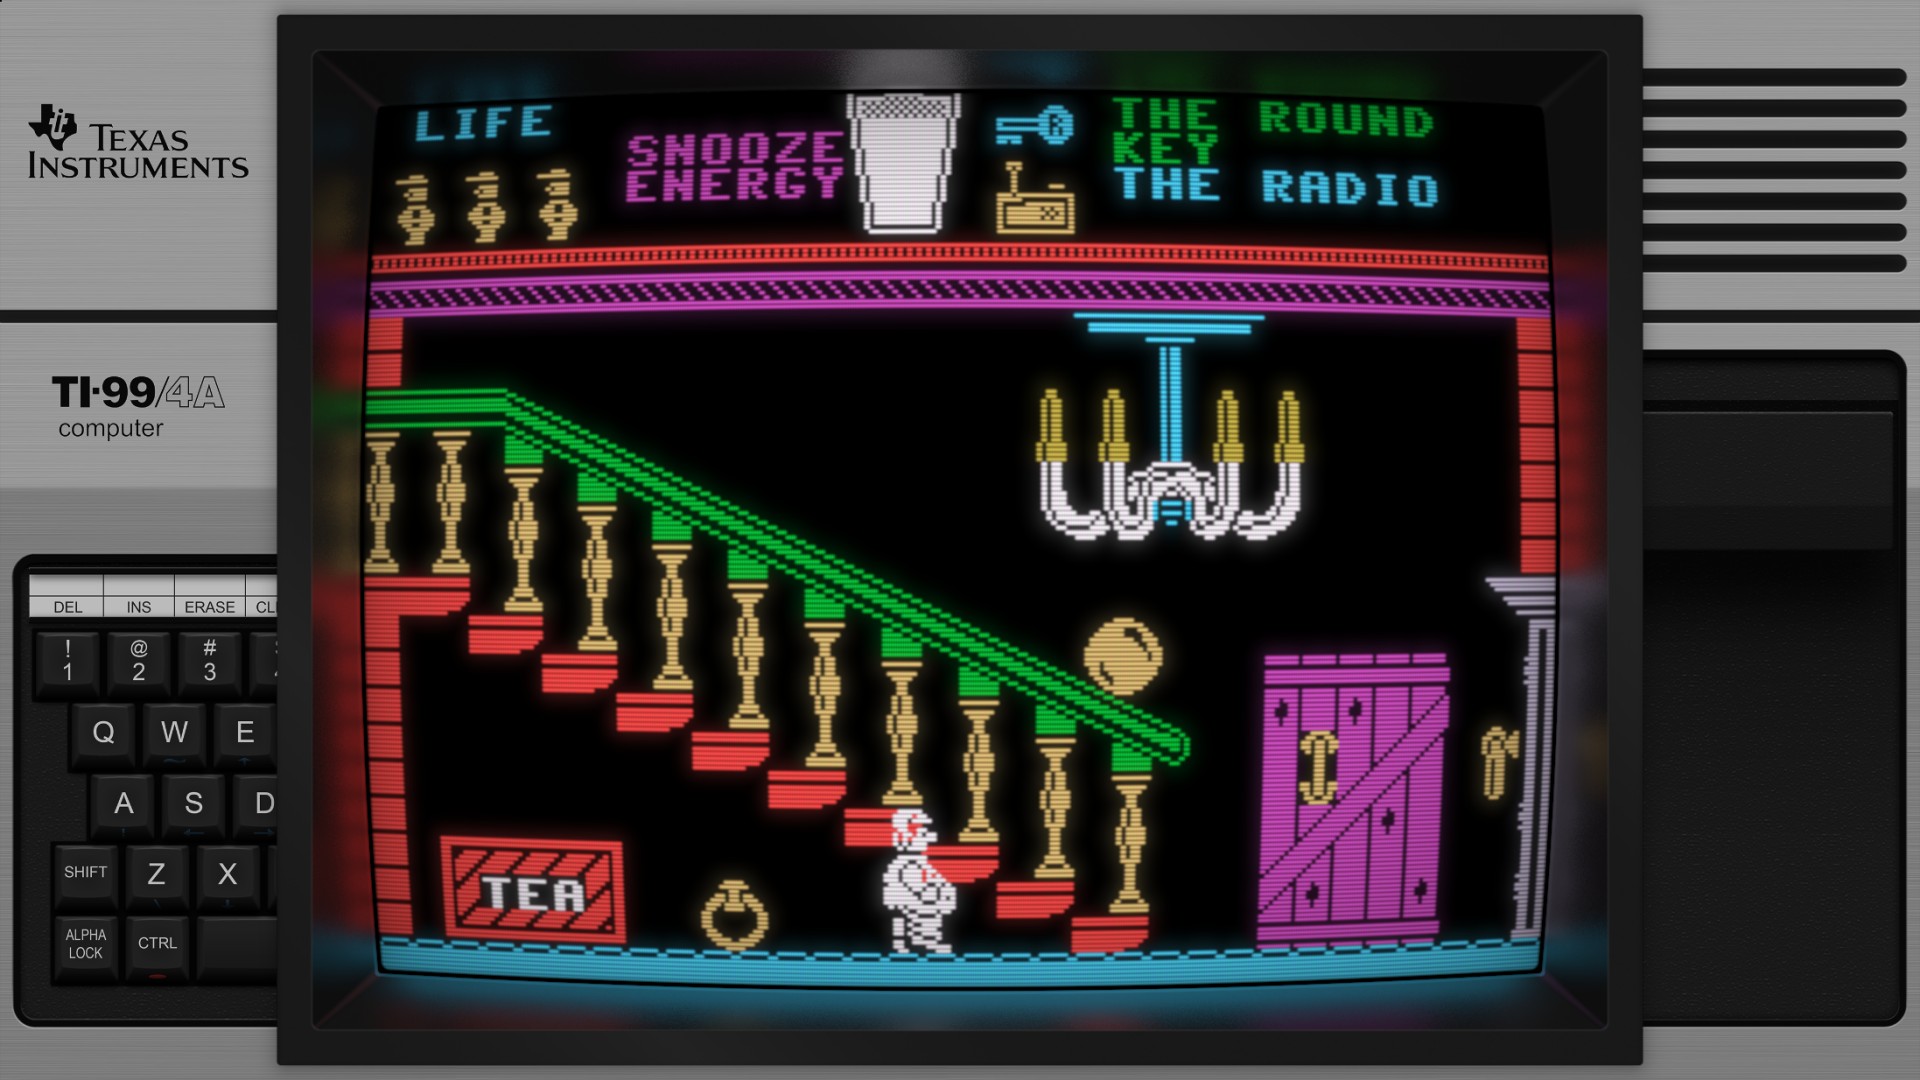 LIFE
SNOOZE
ENERGY
R
THE ROUND
KEY
THE RADIO
TEA
TEXAS
INSTRUMENTS
TI-99/4A
computer
DEL INS ERASE
! @ #
1 2 3
Q W E
A S D
SHIFT Z X
ALPHA
LOCK CTRL